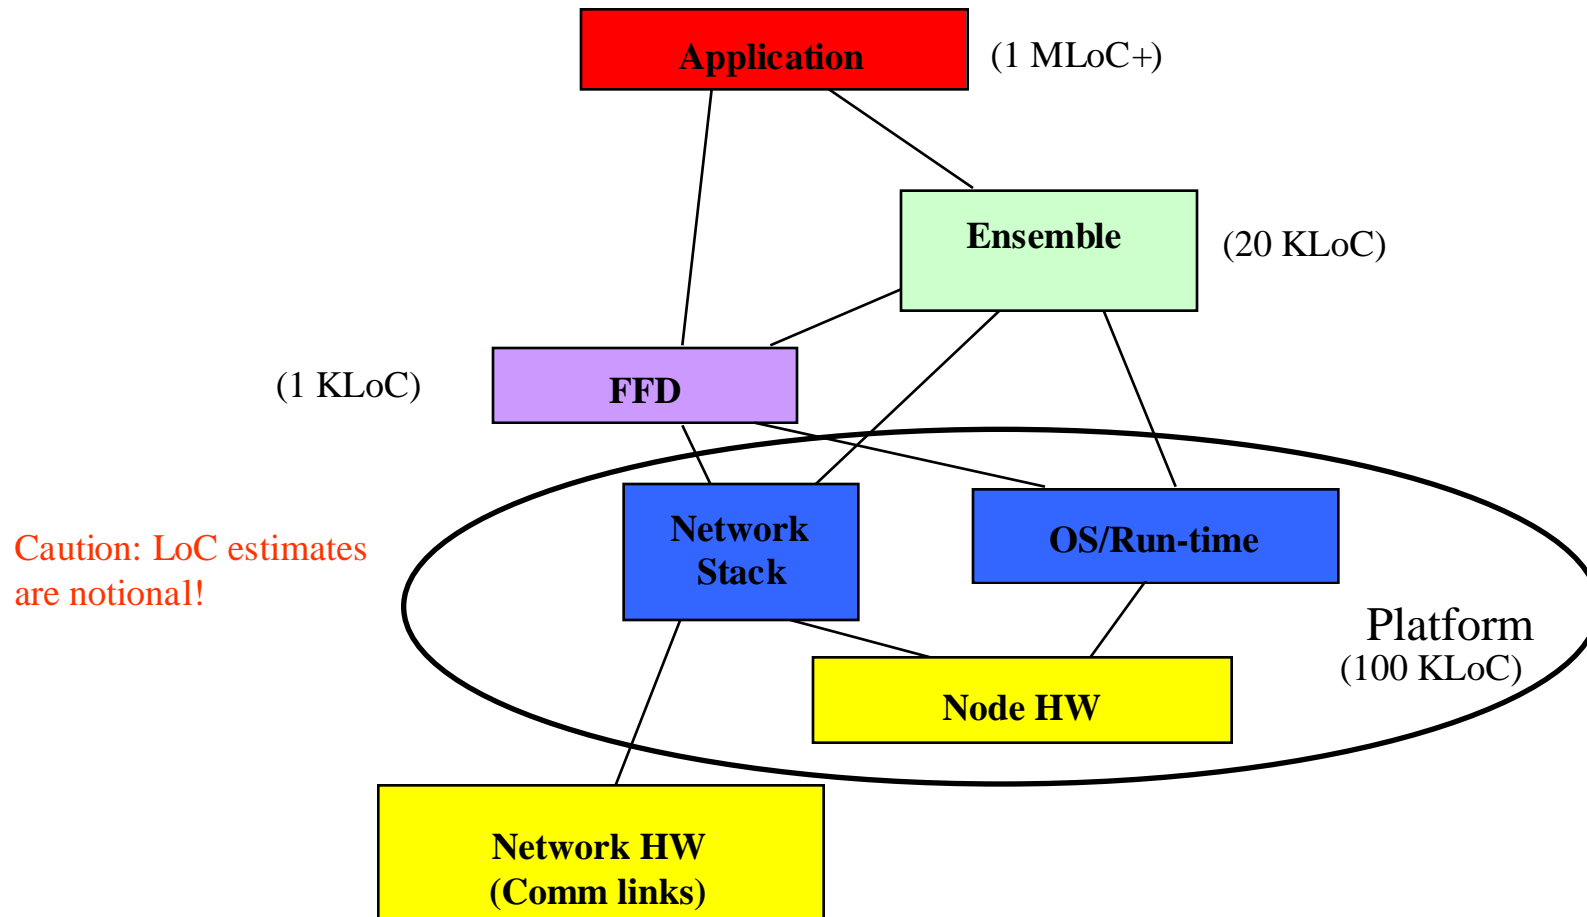 Application
(1 MLoC+)
Ensemble
(20 KLoC)
(1 KLoC)
FFD
Network
Stack
OS/Run-time
Caution: LoC estimates
are notional!
Platform
(100 KLoC)
Node HW
Network HW
(Comm links)